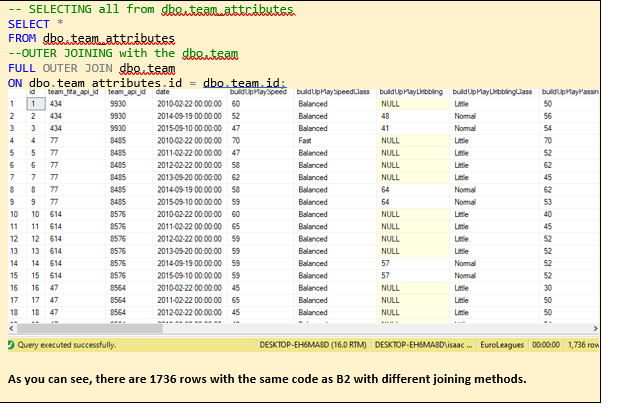 -- SELECTING all from dbo.team_attributes
SELECT *
FROM dbo.team_attributes
--OUTER JOINING with the dbo.team
FULL OUTER JOIN dbo.team
ON dbo.team_attributes.id = dbo.team.id;
id team_fifa_api_id team_api_id date buildUpPlaySpeed buildUpPlaySpeedClass buildUpPlayDribbling buildUpPlayDribblingClass buildUpPlayPassin
1 1 434 9930 2010-02-22 00:00:00 60 Balanced NULL Little 50
2 2 434 9930 2014-09-19 00:00:00 52 Balanced 48 Normal 56
3 3 434 9930 2015-09-10 00:00:00 47 Balanced 41 Normal 54
4 4 77 8485 2010-02-22 00:00:00 70 Fast NULL Little 70
5 5 77 8485 2011-02-22 00:00:00 47 Balanced NULL Little 52
6 6 77 8485 2012-02-22 00:00:00 58 Balanced NULL Little 62
7 7 77 8485 2013-09-20 00:00:00 62 Balanced NULL Little 45
8 8 77 8485 2014-09-19 00:00:00 58 Balanced 64 Normal 62
9 9 77 8485 2015-09-10 00:00:00 59 Balanced 64 Normal 53
10 10 614 8576 2010-02-22 00:00:00 60 Balanced NULL Little 40
11 11 614 8576 2011-02-22 00:00:00 65 Balanced NULL Little 45
12 12 614 8576 2012-02-22 00:00:00 59 Balanced NULL Little 52
13 13 614 8576 2013-09-20 00:00:00 59 Balanced NULL Little 52
14 14 614 8576 2014-09-19 00:00:00 59 Balanced 57 Normal 52
15 15 614 8576 2015-09-10 00:00:00 59 Balanced 57 Normal 52
16 16 47 8564 2010-02-22 00:00:00 45 Balanced NULL Little 30
17 17 47 8564 2011-02-22 00:00:00 65 Balanced NULL Little 50
18 18 47 8564 2012-02-22 00:00:00 45 Balanced NULL Little 50
Query executed successfully. DESKTOP-EH6MA8D (16.0 RTM) DESKTOP-EH6MA8D\isaac ... EuroLeagues 00:00:00 1,736 row
As you can see, there are 1736 rows with the same code as B2 with different joining methods.